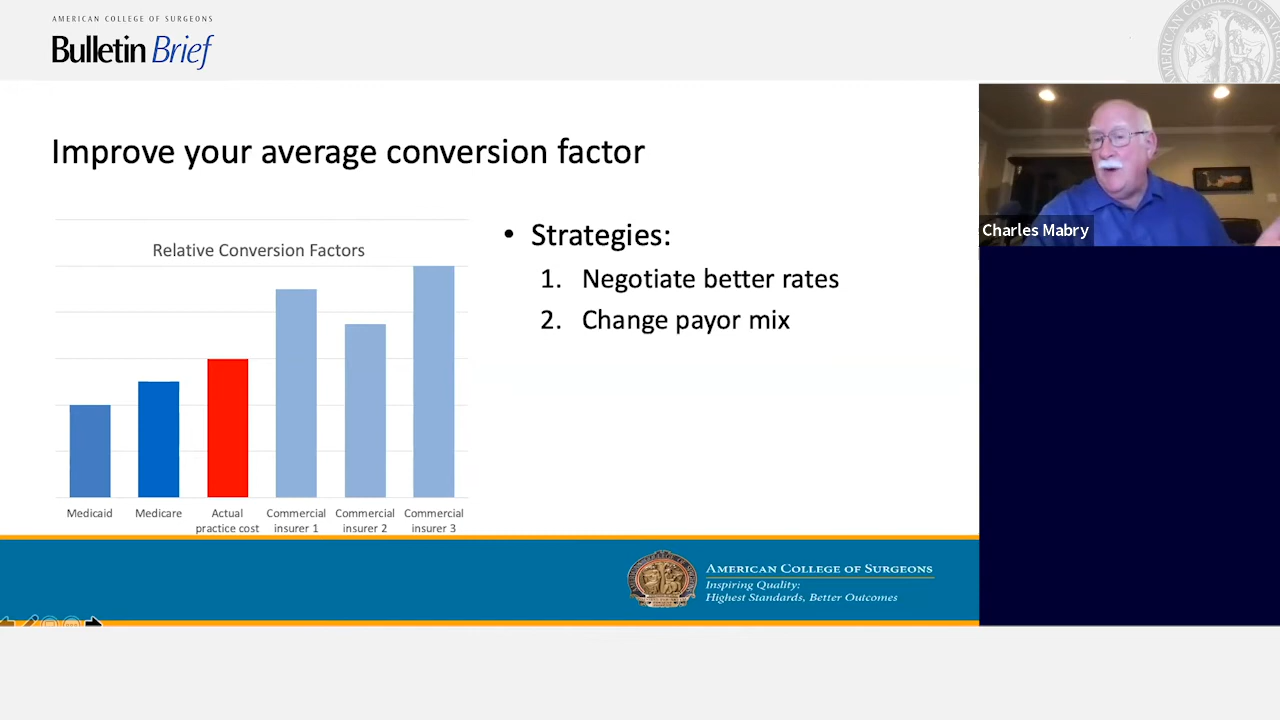 AMERICAN COLLEGE OF SURGEONS
Bulletin Brief
Improve your average conversion factor
Relative Conversion Factors
Medicaid
Medicare
Actual
practice cost
Commercial
insurer 1
Commercial
insurer 2
Commercial
insurer 3
• Strategies:
1. Negotiate better rates
2. Change payor mix
Charles Mabry
AMERICAN COLLEGE OF SURGEONS
Inspiring Quality:
Highest Standards, Better Outcomes